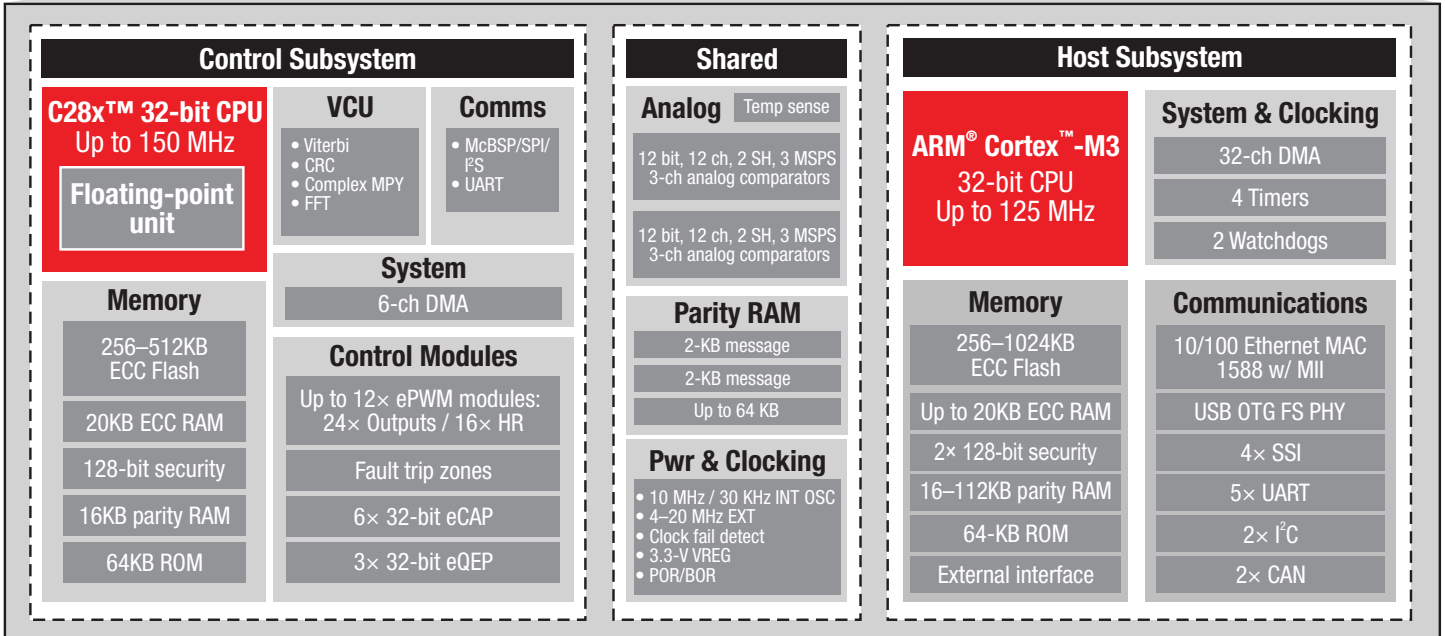 Control Subsystem
C28x™ 32-bit CPU
Up to 150 MHz
Floating-point
unit
VCU
• Viterbi
• CRC
• Complex MPY
• FFT
Comms
• McBSP/SPI/
I²S
• UART
System
6-ch DMA
Memory
256–512KB
ECC Flash
20KB ECC RAM
128-bit security
16KB parity RAM
64KB ROM
Control Modules
Up to 12× ePWM modules:
24× Outputs / 16× HR
Fault trip zones
6× 32-bit eCAP
3× 32-bit eQEP
Shared
Analog
Temp sense
12 bit, 12 ch, 2 SH, 3 MSPS
3-ch analog comparators
12 bit, 12 ch, 2 SH, 3 MSPS
3-ch analog comparators
Parity RAM
2-KB message
2-KB message
Up to 64 KB
Pwr & Clocking
• 10 MHz / 30 KHz INT OSC
• 4–20 MHz EXT
• Clock fail detect
• 3.3-V VREG
• POR/BOR
Host Subsystem
ARM® Cortex™-M3
32-bit CPU
Up to 125 MHz
System & Clocking
32-ch DMA
4 Timers
2 Watchdogs
Memory
256–1024KB
ECC Flash
Up to 20KB ECC RAM
2× 128-bit security
16–112KB parity RAM
64-KB ROM
External interface
Communications
10/100 Ethernet MAC
1588 w/ MII
USB OTG FS PHY
4× SSI
5× UART
2× I²C
2× CAN